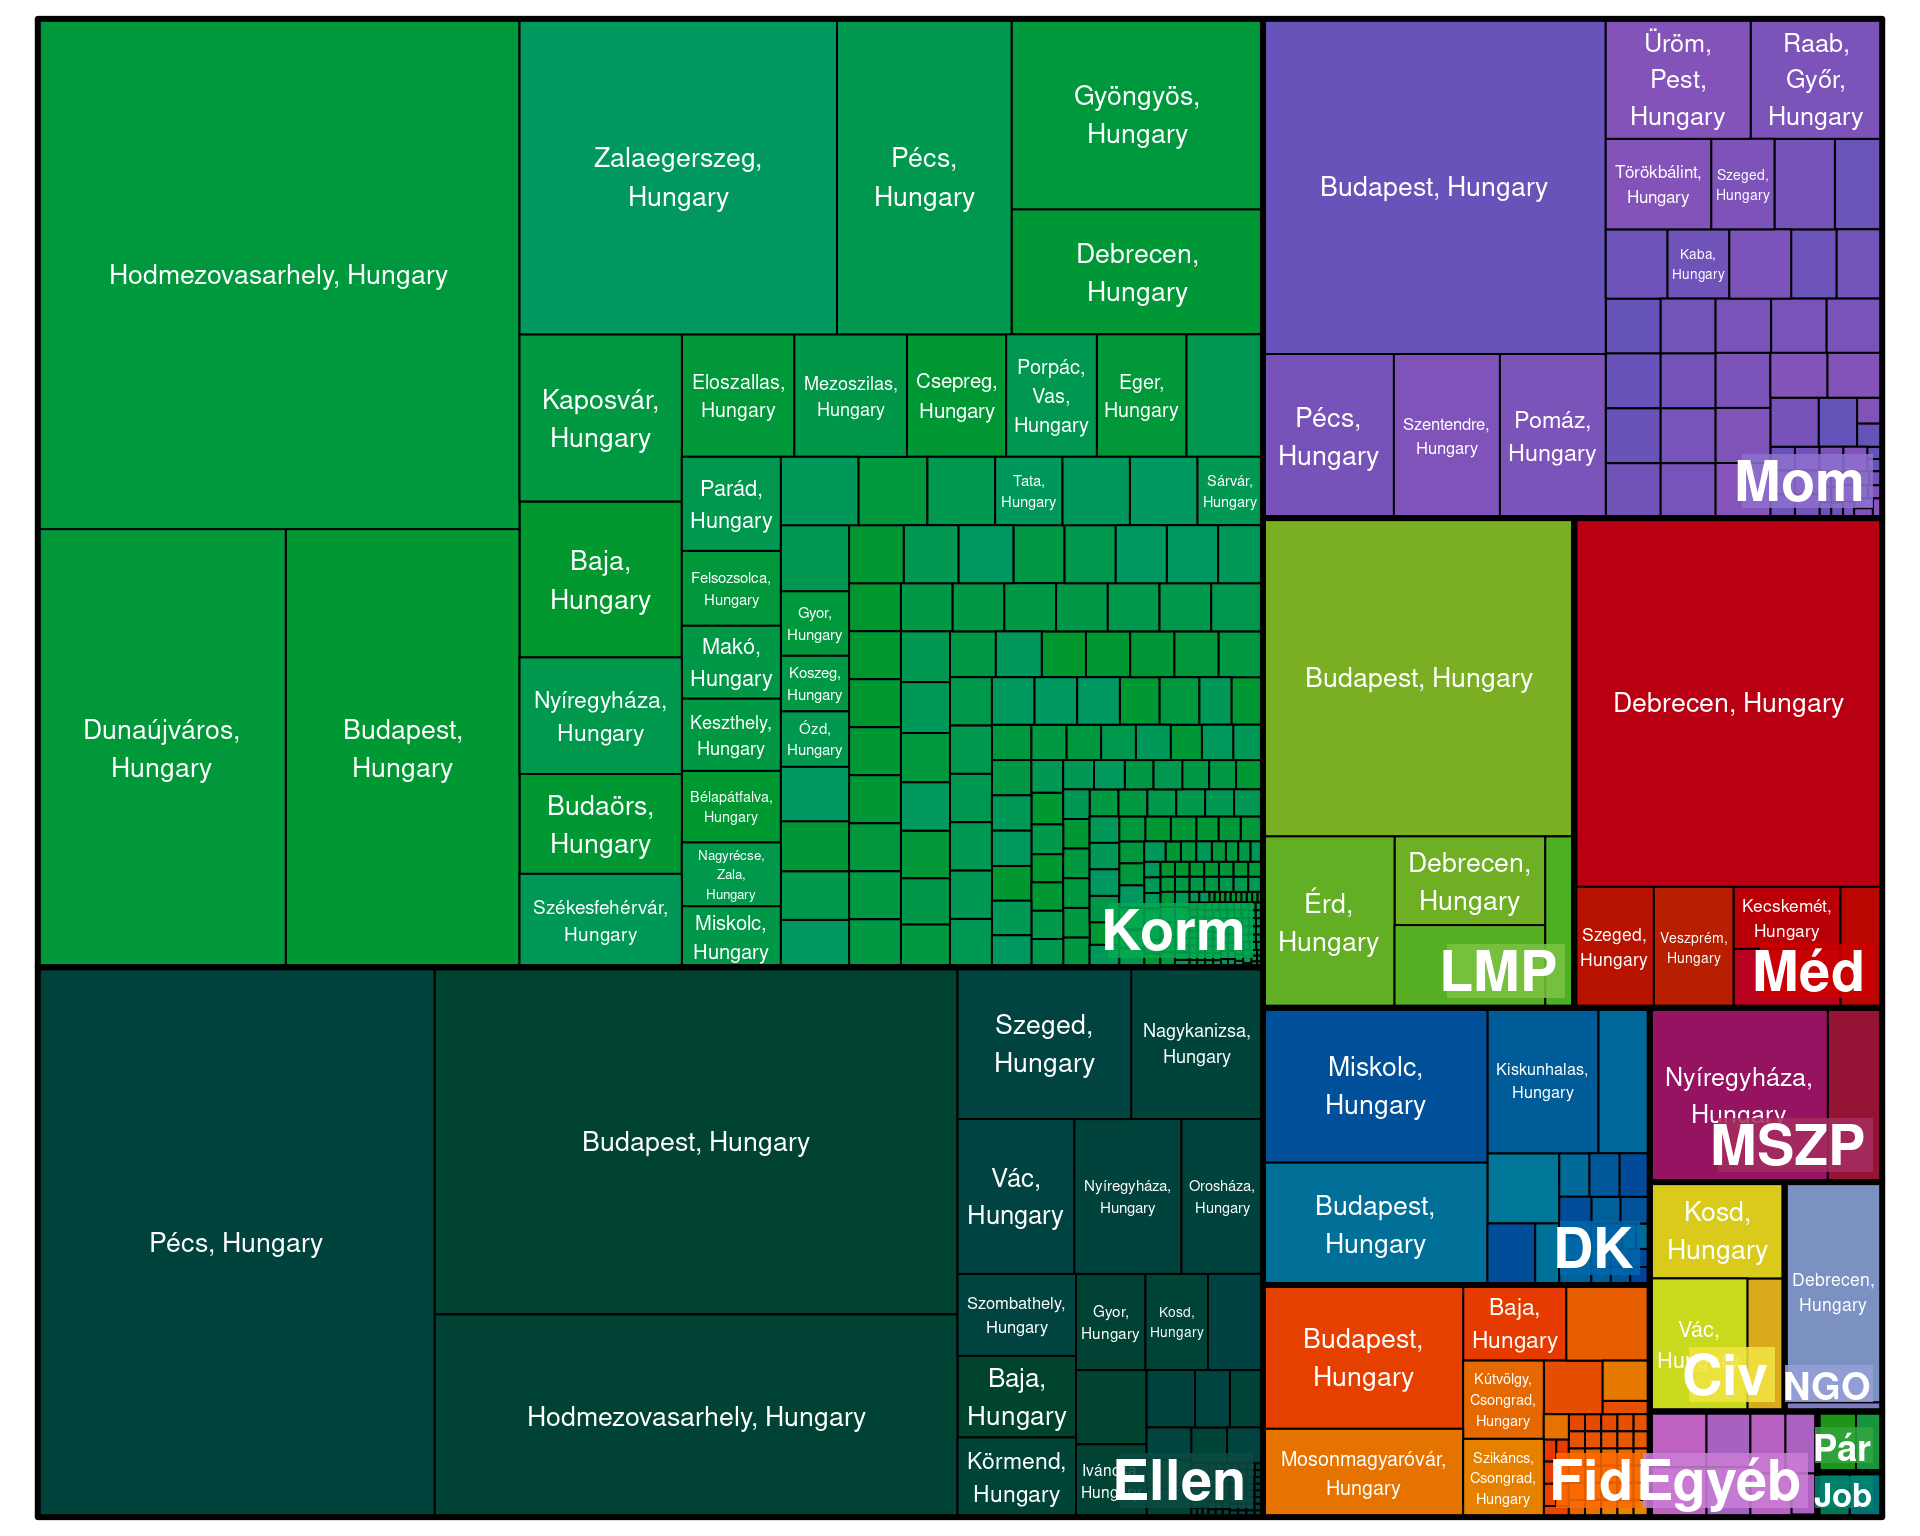 Hodmezovasarhely, Hungary
Dunaújváros,
Hungary
Budapest,
Hungary
Zalaegerszeg,
Hungary
Pécs,
Hungary
Gyöngyös,
Hungary
Debrecen,
Hungary
Kaposvár,
Hungary
Baja,
Hungary
Nyíregyháza,
Hungary
Budaörs,
Hungary
Székesfehérvár,
Hungary
Eloszallas,
Hungary
Mezoszilas,
Hungary
Csepreg,
Hungary
Porpác,
Vas,
Hungary
Eger,
Hungary
Parád,
Hungary
Felsozsolca,
Hungary
Makó,
Hungary
Keszthely,
Hungary
Bélapátfalva,
Hungary
Nagyrécse,
Zala,
Hungary
Miskolc,
Hungary
Tata,
Hungary
Sárvár,
Hungary
Gyor,
Hungary
Koszeg,
Hungary
Ózd,
Hungary
Korm
Pécs, Hungary
Budapest, Hungary
Hodmezovasarhely, Hungary
Szeged,
Hungary
Nagykanizsa,
Hungary
Vác,
Hungary
Nyíregyháza,
Hungary
Orosháza,
Hungary
Szombathely,
Hungary
Gyor,
Hungary
Kosd,
Hungary
Baja,
Hungary
Körmend,
Hungary
Ellen
Budapest, Hungary
Üröm,
Pest,
Hungary
Raab,
Győr,
Hungary
Törökbálint,
Hungary
Szeged,
Hungary
Kaba,
Hungary
Pécs,
Hungary
Szentendre,
Hungary
Pomáz,
Hungary
Mom
Budapest, Hungary
Érd,
Hungary
Debrecen,
Hungary
LMP
Debrecen, Hungary
Szeged,
Hungary
Veszprém,
Hungary
Kecskemét,
Hungary
Méd
Miskolc,
Hungary
Kiskunhalas,
Hungary
Budapest,
Hungary
DK
Nyíregyháza,
Hungary
MSZP
Kosd,
Hungary
Vác,
Civ
Debrecen,
Hungary
NGO
Budapest,
Hungary
Baja,
Hungary
Kútvölgy,
Csongrad,
Hungary
Mosonmagyaróvár,
Hungary
Szikáncs,
Csongrad,
Hungary
Fid
Egyéb
Pár
Job